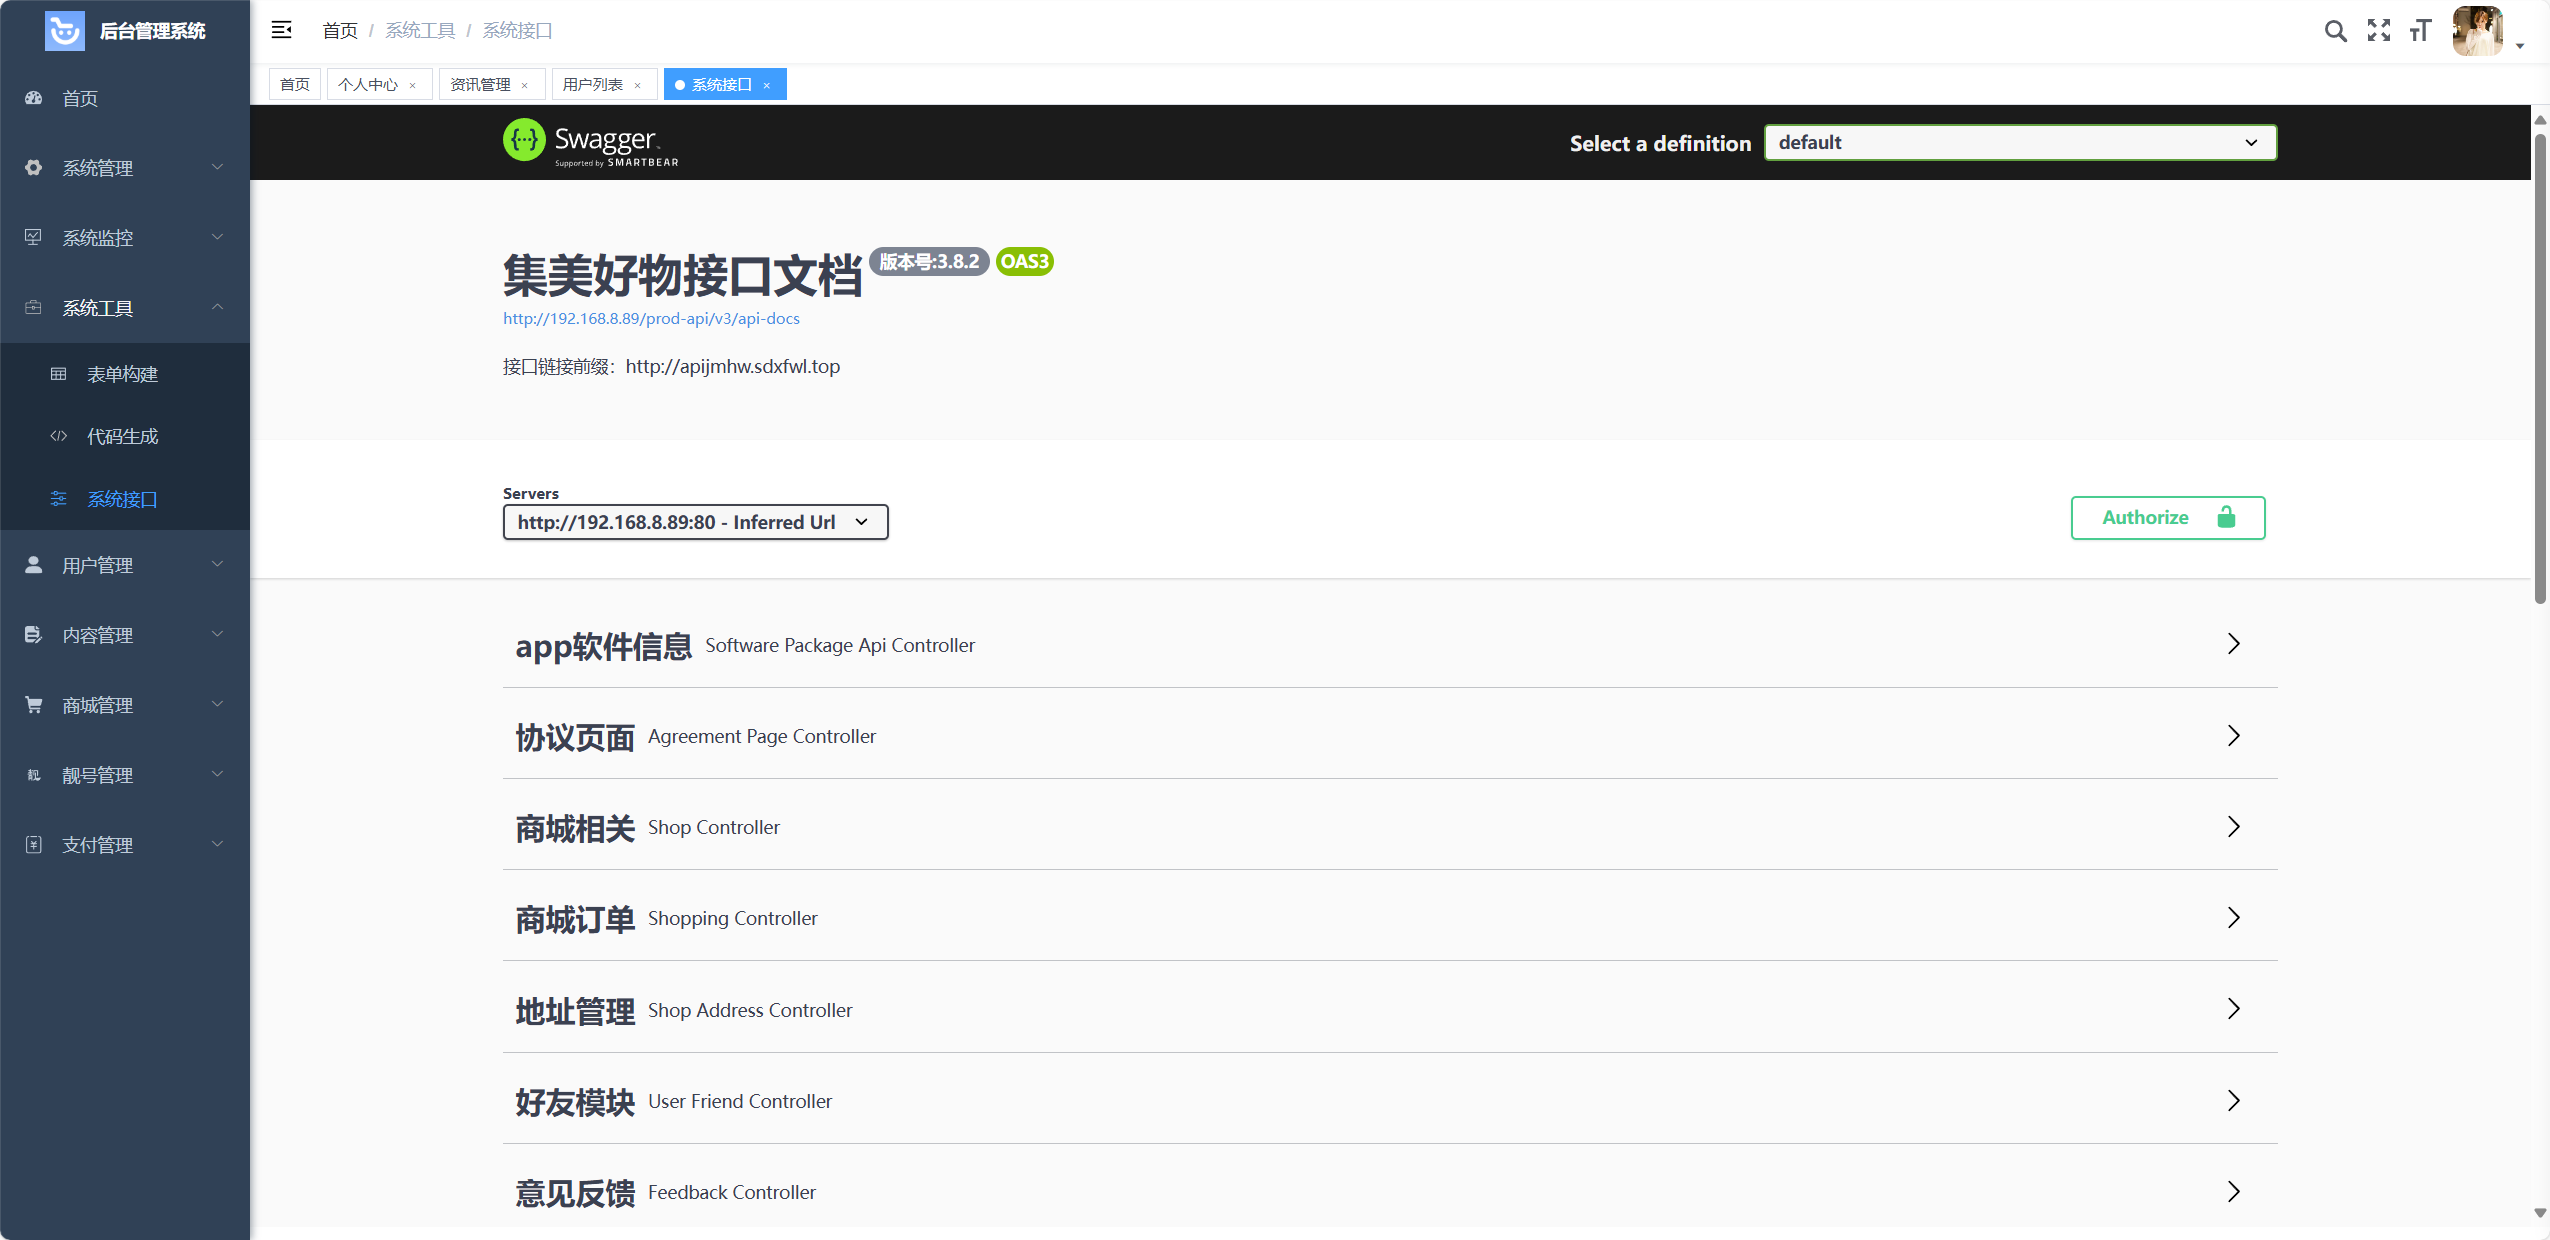 后台管理系统
首页
系统管理
系统监控
系统工具
表单构建
代码生成
系统接口
用户管理
内容管理
商城管理
靓号管理
支付管理
首页 / 系统工具 / 系统接口
首页 个人中心 × 资讯管理 × 用户列表 × 系统接口 ×
Swagger
Supported by SMARTBEAR
Select a definition default
集美好物接口文档 版本号:3.8.2 OAS3
http://192.168.8.89/prod-api/v3/api-docs
接口链接前缀：http://apijmhw.sdxfwl.top
Servers
http://192.168.8.89:80 - Inferred Url
Authorize
app软件信息 Software Package Api Controller
协议页面 Agreement Page Controller
商城相关 Shop Controller
商城订单 Shopping Controller
地址管理 Shop Address Controller
好友模块 User Friend Controller
意见反馈 Feedback Controller